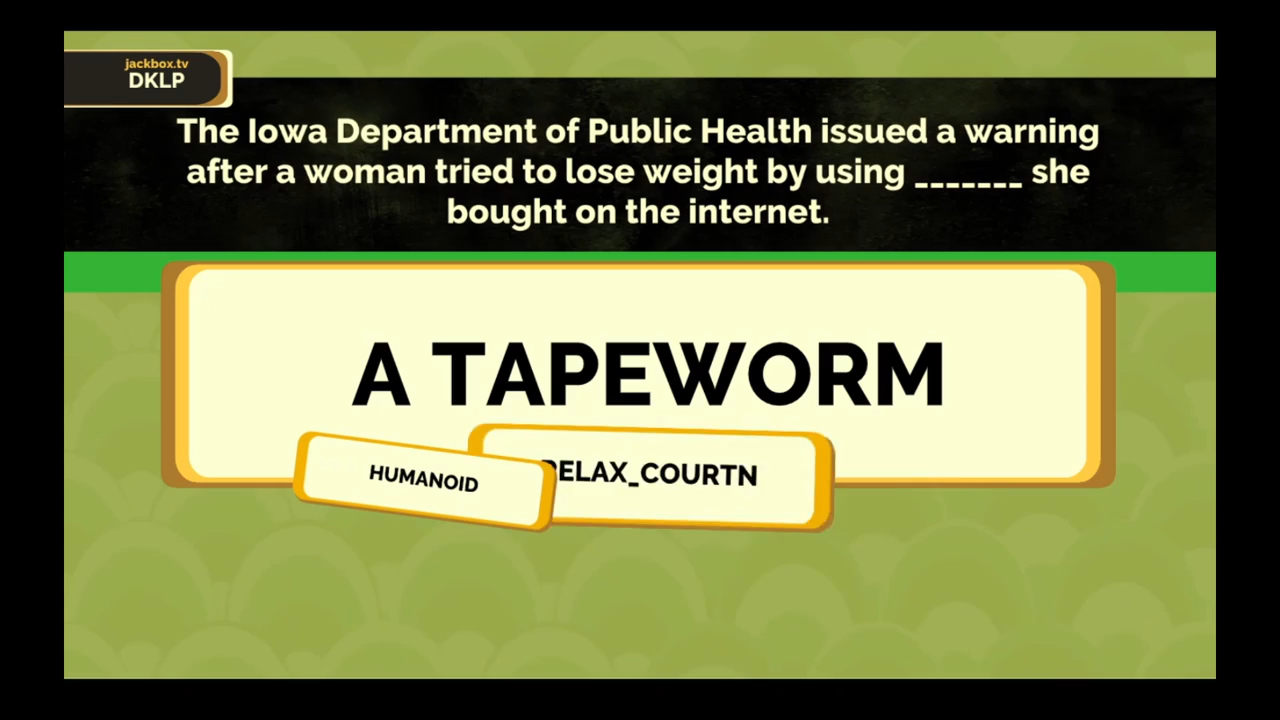 jackbox.tv
DKLP
The Iowa Department of Public Health issued a warning
after a woman tried to lose weight by using _______ she
bought on the internet.
A TAPEWORM
RELAX_COURTN
HUMANOID